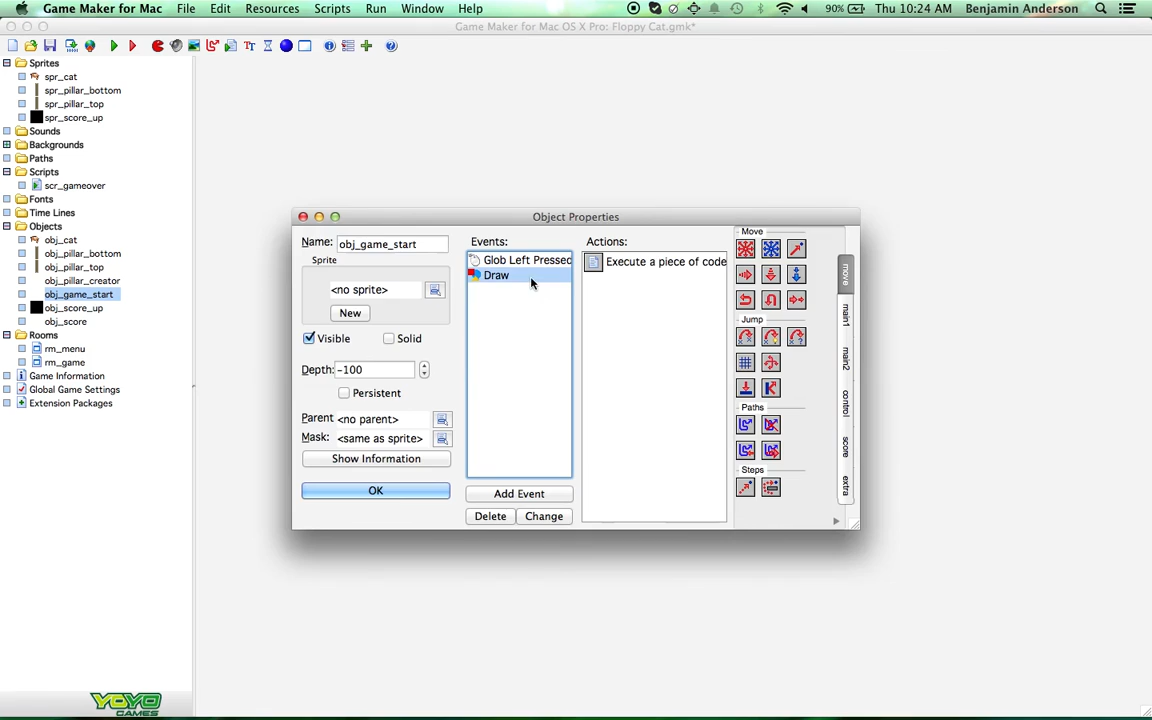 Game Maker for Mac File Edit Resources Scripts Run Window Help 90% Thu 10:24 AM Benjamin Anderson
Game Maker for Mac OS X Pro: Floppy Cat.gmk*
Sprites
spr_cat
spr_pillar_bottom
spr_pillar_top
spr_score_up
Sounds
Backgrounds
Paths
Scripts
scr_gameover
Fonts
Time Lines
Objects
obj_cat
obj_pillar_bottom
obj_pillar_top
obj_pillar_creator
obj_game_start
obj_score_up
obj_score
Rooms
rm_menu
rm_game
Game Information
Global Game Settings
Extension Packages
YOYO
GAMES
Object Properties
Name: obj_game_start
Sprite
<no sprite>
New
Visible Solid
Depth: -100
Persistent
Parent <no parent>
Mask: <same as sprite>
Show Information
OK
Events:
Glob Left Pressed
Draw
Add Event
Delete Change
Actions:
Execute a piece of code
Move
Jump
Paths
Steps
move
main1
main2
control
score
extra